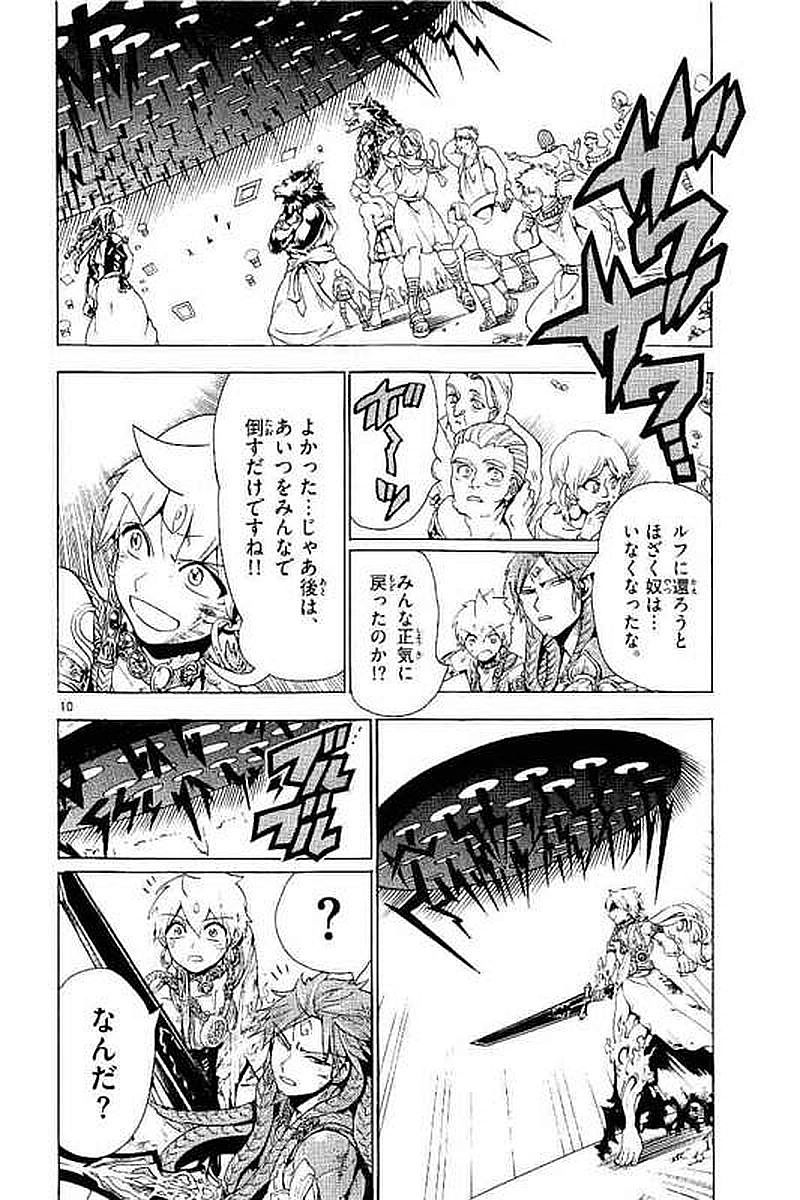 ザワ
ザワ…
ザーッ
ルフに還ろうと
ほざく奴は…
いなくなったな。
みんな正気に
戻ったのか!?
よかった…じゃあ後は、
あいつをみんなで
倒すだけですね!!
10
ブル
ブル
?
なんだ?